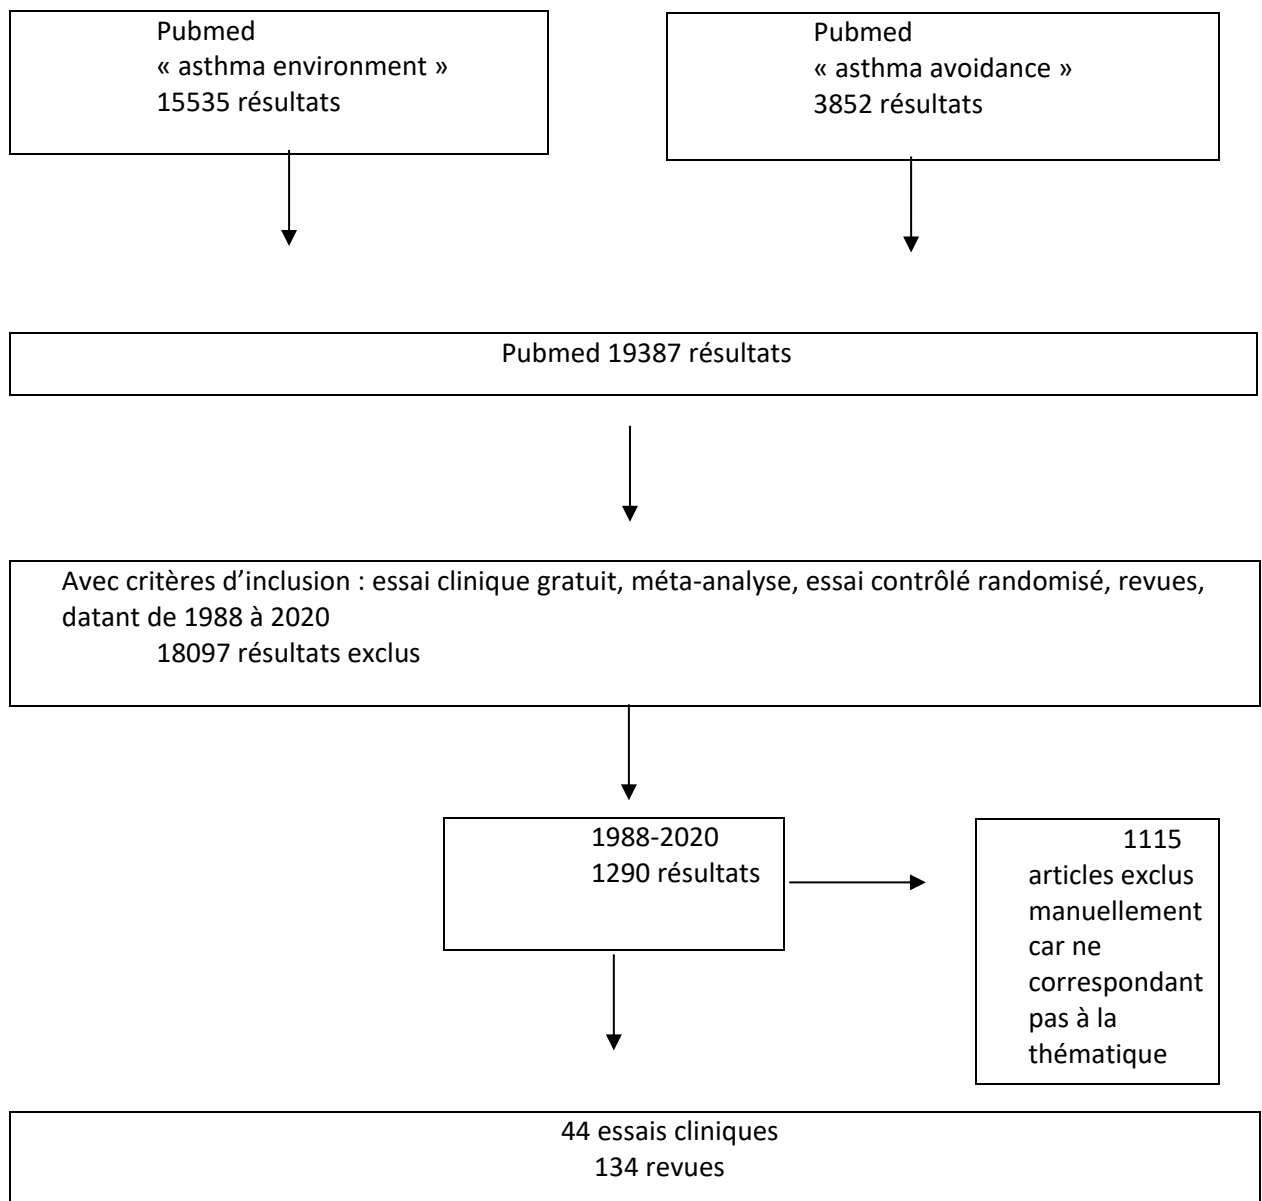 Pubmed
« asthma environment »
15535 résultats
Pubmed
« asthma avoidance »
3852 résultats
Pubmed 19387 résultats
Avec critères d’inclusion : essai clinique gratuit, méta-analyse, essai contrôlé randomisé, revues,
datant de 1988 à 2020
18097 résultats exclus
1988-2020
1290 résultats
1115
articles exclus
manuellement
car ne
correspondant
pas à la
thématique
44 essais cliniques
134 revues